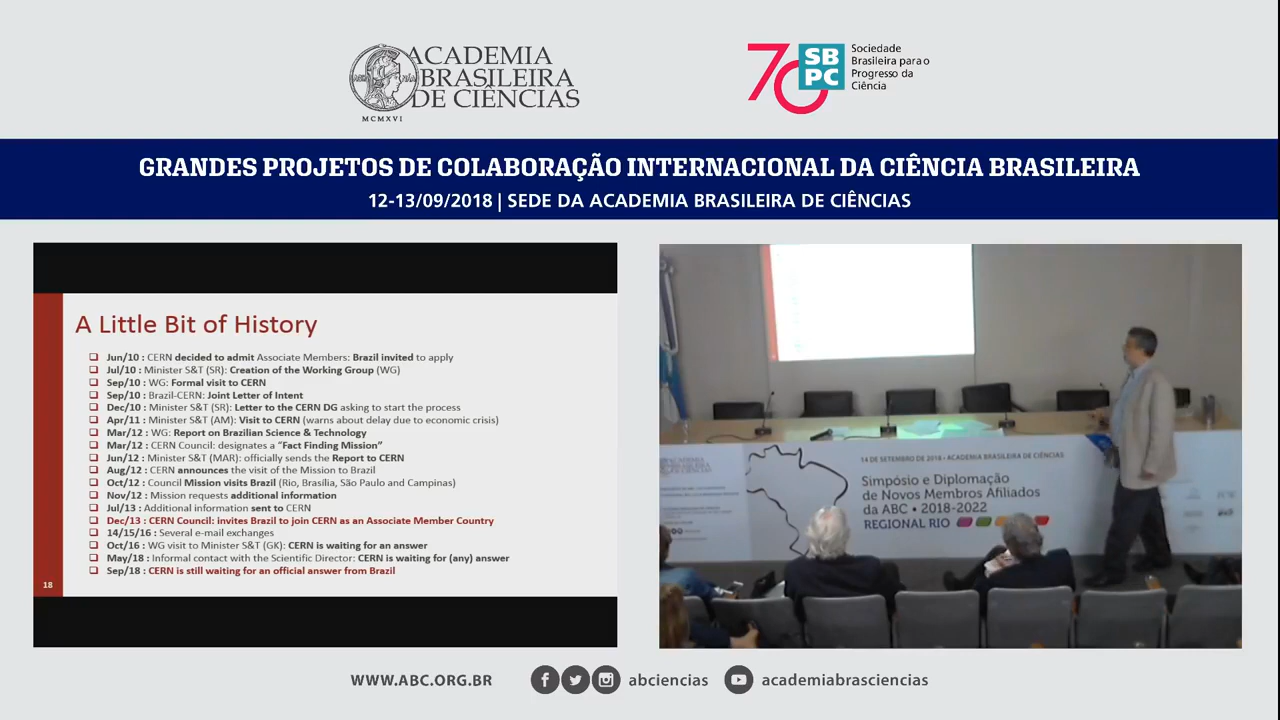 ACADEMIA
BRASILEIRA
DE CIÊNCIAS
MCMXVI
70
SB
PC
Sociedade
Brasileira para o
Progresso da
Ciência
GRANDES PROJETOS DE COLABORAÇÃO INTERNACIONAL DA CIÊNCIA BRASILEIRA
12-13/09/2018 | SEDE DA ACADEMIA BRASILEIRA DE CIÊNCIAS
A Little Bit of History
Jun/10 : CERN decided to admit Associate Members: Brazil invited to apply
Jul/10 : Minister S&T (SR): Creation of the Working Group (WG)
Sep/10 : WG: Formal visit to CERN
Sep/10 : Brazil-CERN: Joint Letter of Intent
Dec/10 : Minister S&T (SR): Letter to the CERN DG asking to start the process
Apr/11 : Minister S&T (AM): Visit to CERN (warns about delay due to economic crisis)
Mar/12 : WG: Report on Brazilian Science & Technology
Mar/12 : CERN Council: designates a “Fact Finding Mission”
Jun/12 : Minister S&T (MAR): officially sends the Report to CERN
Aug/12 : CERN announces the visit of the Mission to Brazil
Oct/12 : Council Mission visits Brazil (Rio, Brasília, São Paulo and Campinas)
Nov/12 : Mission requests additional information
Jul/13 : Additional information sent to CERN
Dec/13 : CERN Council: invites Brazil to join CERN as an Associate Member Country
14/15/16 : Several e-mail exchanges
Oct/16 : WG visit to Minister S&T (GK): CERN is waiting for an answer
May/18 : Informal contact with the Scientific Director: CERN is waiting for (any) answer
Sep/18 : CERN is still waiting for an official answer from Brazil
18
14 DE SETEMBRO DE 2018 • ACADEMIA BRASILEIRA DE CIÊNCIAS
Simpósio e Diplomação
de Novos Membros Afiliados
da ABC • 2018-2022
REGIONAL RIO
WWW.ABC.ORG.BR
abciencias
academiabrasciencias